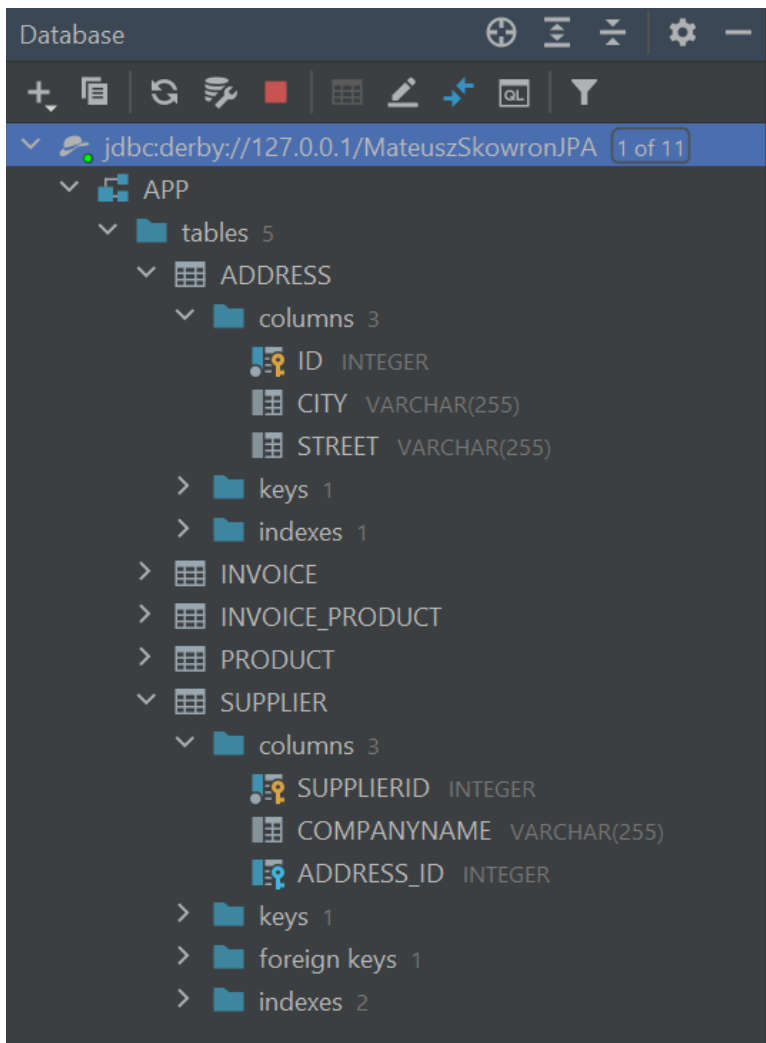 Database
QL
jdbc:derby://127.0.0.1/MateuszSkowronJPA 1 of 11
APP
tables 5
ADDRESS
columns 3
ID INTEGER
CITY VARCHAR(255)
STREET VARCHAR(255)
keys 1
indexes 1
INVOICE
INVOICE_PRODUCT
PRODUCT
SUPPLIER
columns 3
SUPPLIERID INTEGER
COMPANYNAME VARCHAR(255)
ADDRESS_ID INTEGER
keys 1
foreign keys 1
indexes 2